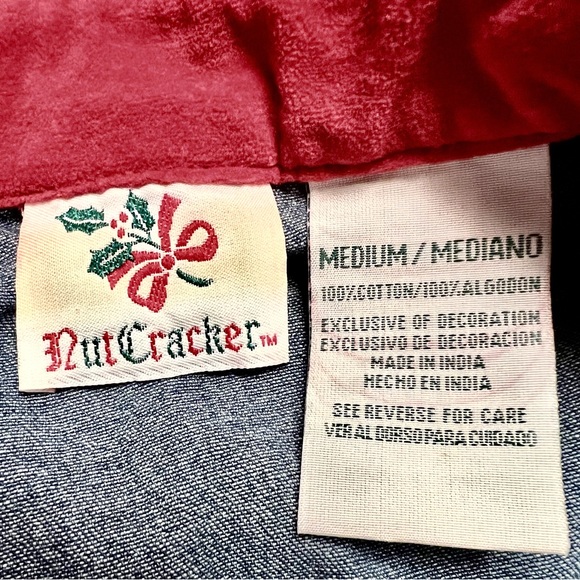 NutCracker™
MEDIUM / MEDIANO
100% COTTON/100% ALGODON
EXCLUSIVE OF DECORATION
EXCLUSIVO DE DECORACION
MADE IN INDIA
HECHO EN INDIA
SEE REVERSE FOR CARE
VER AL DORSO PARA CUIDADO